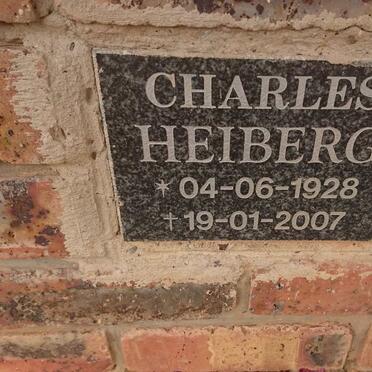 CHARLES
HEIBERG
* 04-06-1928
† 19-01-2007